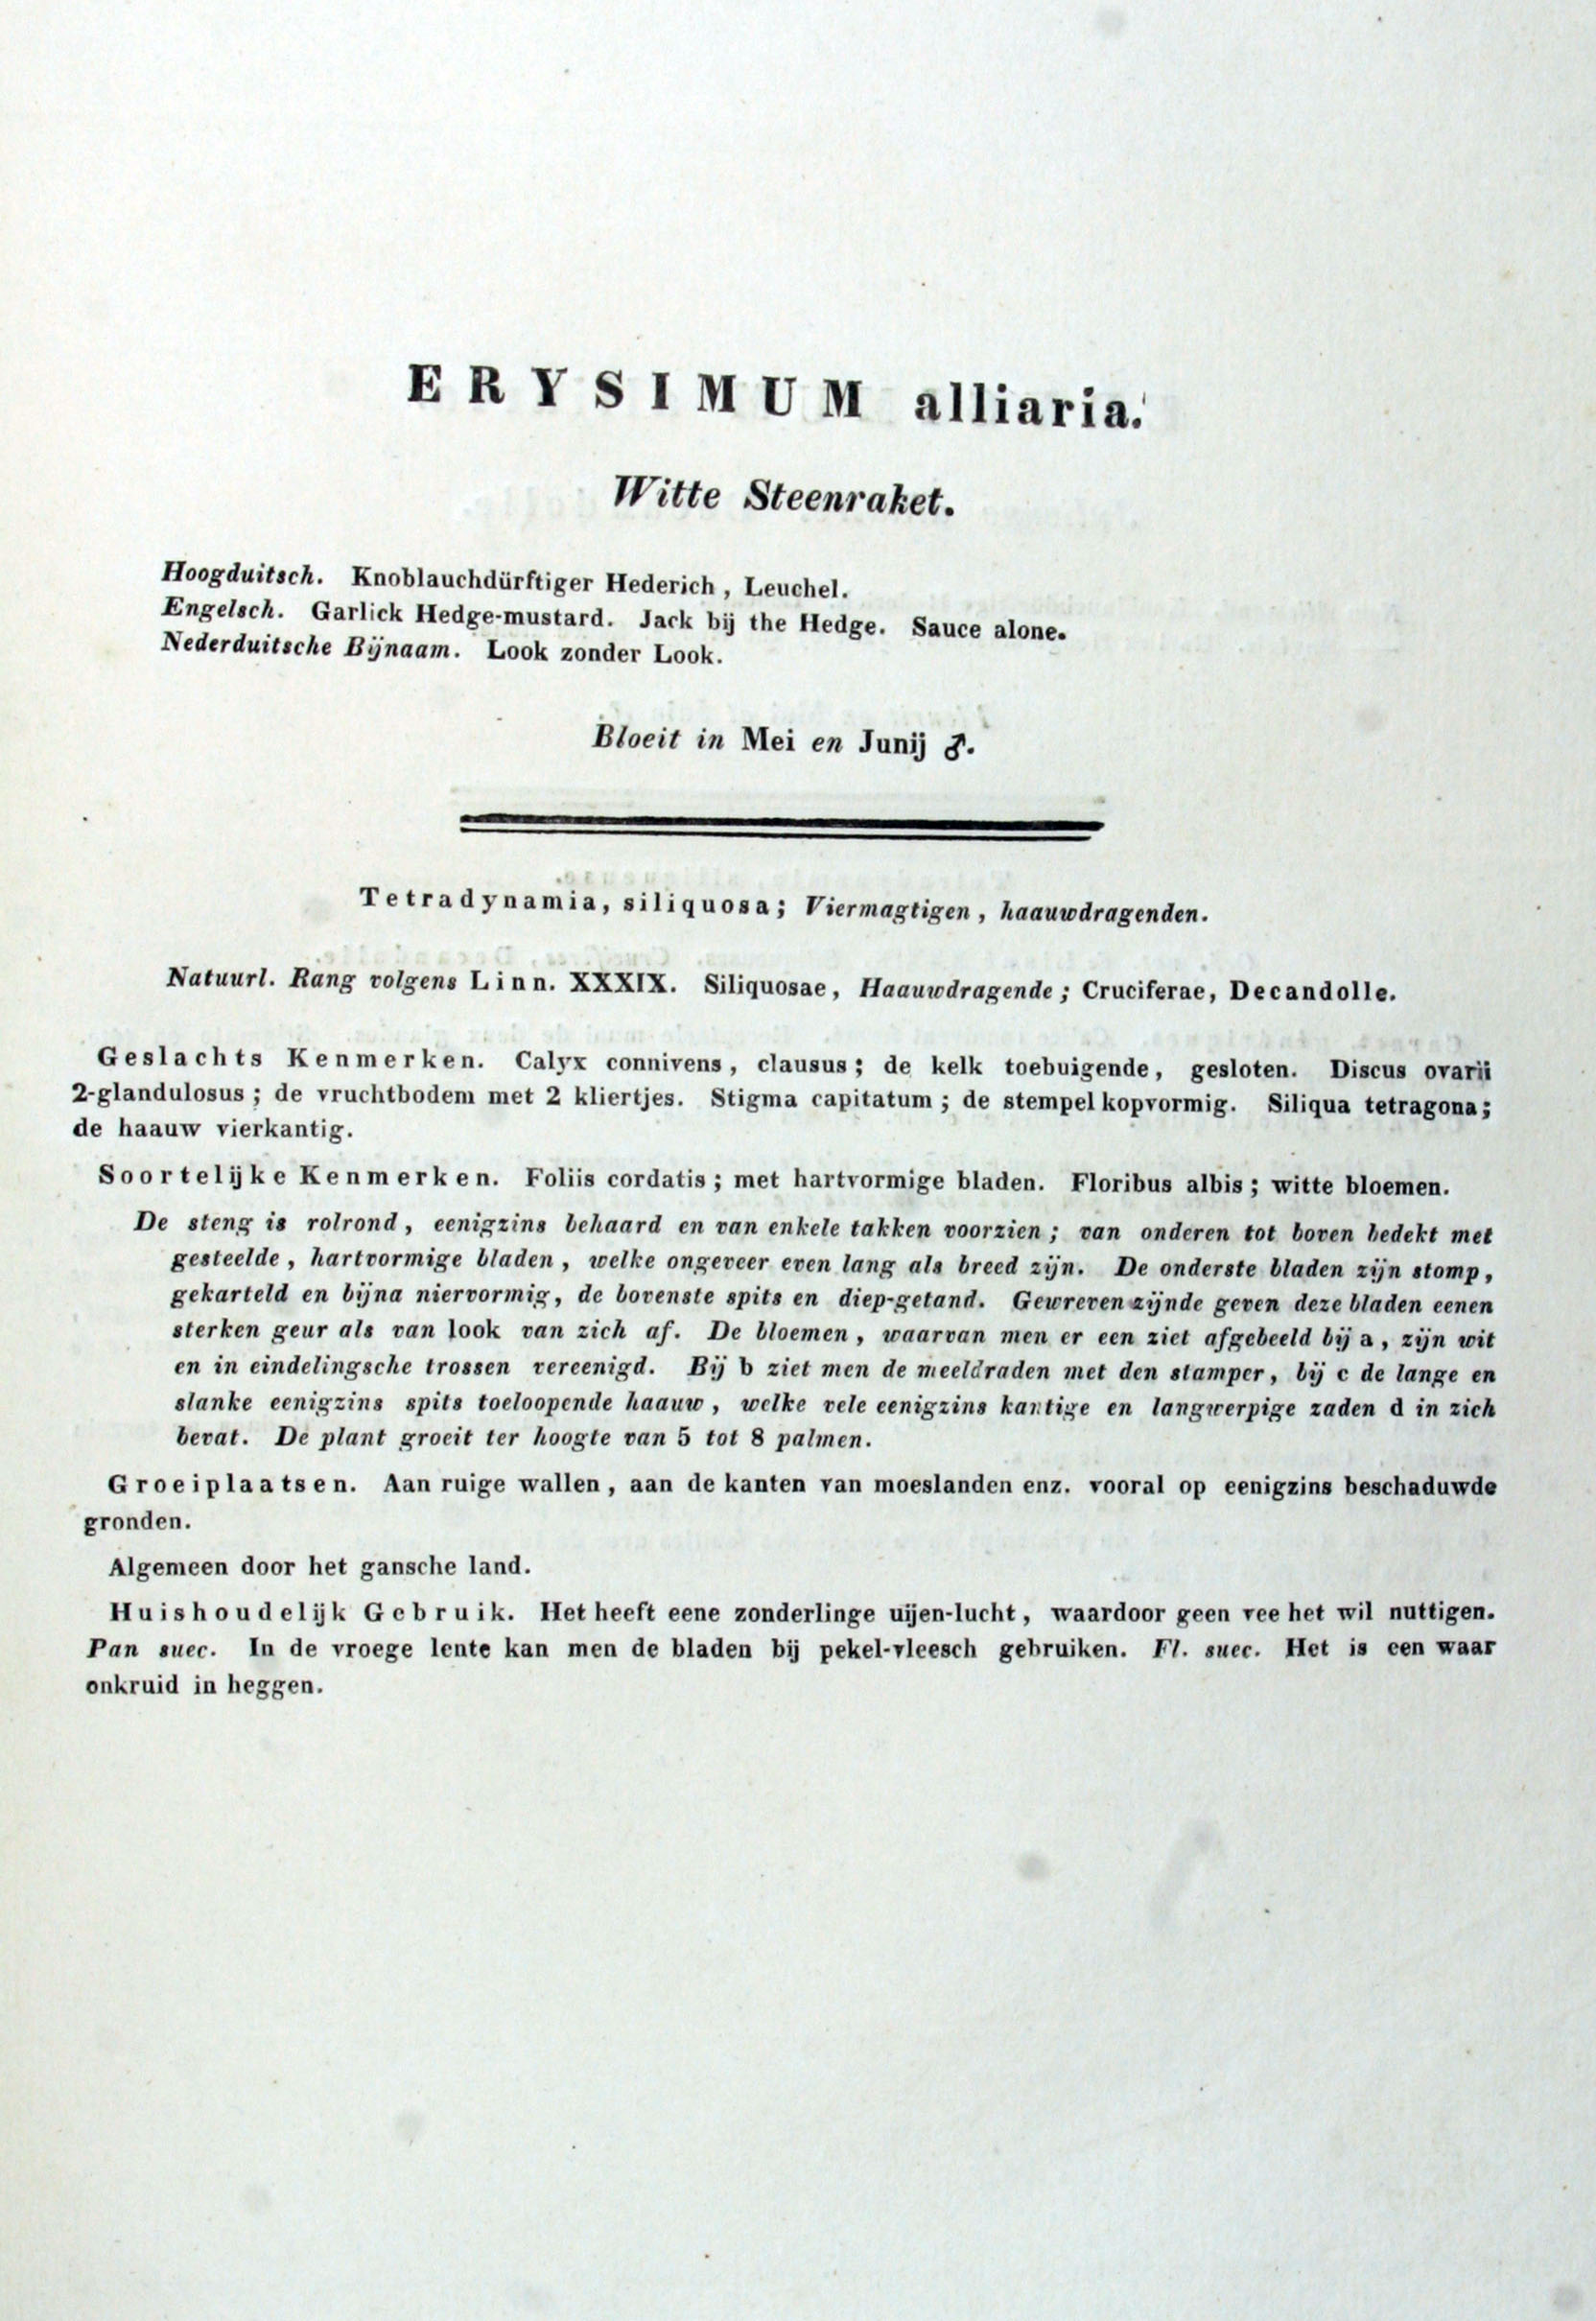 ERYSIMUM alliaria.
Witte Steenraket.
Hoogduitsch. Knoblauchdürftiger Hederich, Leuchel.
Engelsch. Garlick Hedge-mustard. Jack bij the Hedge. Sauce alone.
Nederduitsche Bijnaam. Look zonder Look.
Bloeit in Mei en Junij ♂.
Tetradynamia, siliquosa; Viermagtigen, haauwdragenden.
Natuurl. Rang volgens Linn. XXXIX. Siliquosae, Haauwdragende; Cruciferae, Decandolle.
Geslachts Kenmerken. Calyx connivens, clausus; de kelk toebuigende, gesloten. Discus ovarii
2-glandulosus; de vruchtbodem met 2 kliertjes. Stigma capitatum; de stempel kopvormig. Siliqua tetragona;
de haauw vierkantig.
Soortelijke Kenmerken. Foliis cordatis; met hartvormige bladen. Floribus albis; witte bloemen.
De steng is rolrond, eenigzins behaard en van enkele takken voorzien; van onderen tot boven bedekt met
gesteelde, hartvormige bladen, welke ongeveer even lang als breed zijn. De onderste bladen zijn stomp,
gekarteld en bijna niervormig, de bovenste spits en diep-getand. Gewreven zijnde geven deze bladen eenen
sterken geur als van look van zich af. De bloemen, waarvan men er een ziet afgebeeld bij a, zijn wit
en in eindelingsche trossen vereenigd. Bij b ziet men de meeldraden met den stamper, bij c de lange en
slanke eenigzins spits toeloopende haauw, welke vele eenigzins kantige en langwerpige zaden d in zich
bevat. De plant groeit ter hoogte van 5 tot 8 palmen.
Groeiplaatsen. Aan ruige wallen, aan de kanten van moeslanden enz. vooral op eenigzins beschaduwde
gronden.
Algemeen door het gansche land.
Huishoudelijk Gebruik. Het heeft eene zonderlinge uijen-lucht, waardoor geen vee het wil nuttigen.
Pan suec. In de vroege lente kan men de bladen bij pekel-vleesch gebruiken. Fl. suec. Het is een waar
onkruid in heggen.